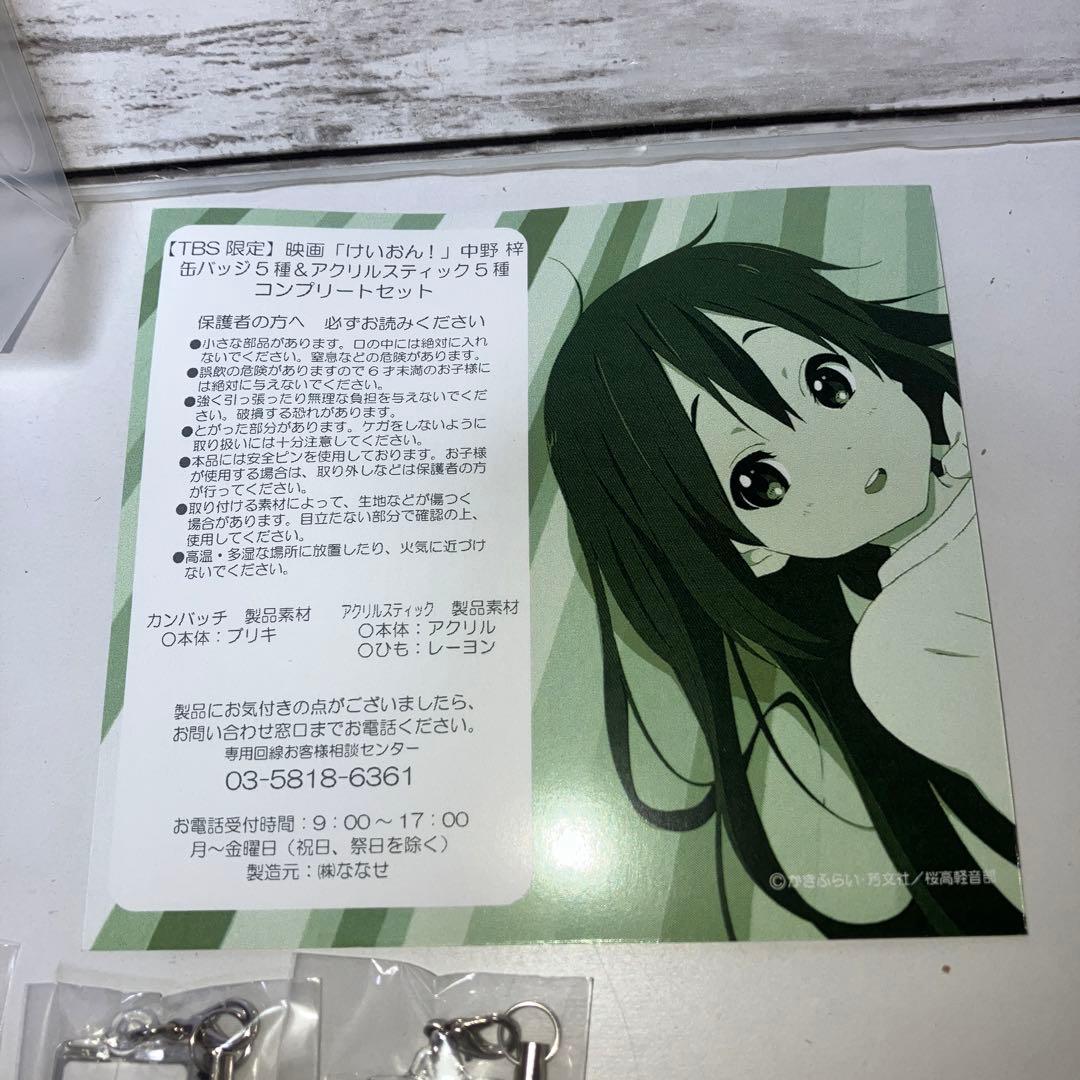 【TBS 限定】映画「けいおん！」中野 梓
缶バッジ5種＆アクリルスティック5種
コンプリートセット
保護者の方へ　必ずお読みください
●小さな部品があります。口の中には絶対に入れ
ないでください。窒息などの危険があります。
●誤飲の危険がありますので6才未満のお子様に
は絶対に与えないでください。
●強く引っ張ったり無理な負担を与えないでくだ
さい。破損する恐れがあります。
●とがった部分があります。ケガをしないように
取り扱いには十分注意してください。
●本品には安全ピンを使用しております。お子様
が使用する場合は、取り外しなどは保護者の方
が行ってください。
●取り付ける素材によって、生地などが傷つく
場合があります。目立たない部分で確認の上、
使用してください。
●高温・多湿な場所に放置したり、火気に近づけ
ないでください。
カンバッチ　製品素材
○本体：ブリキ
アクリルスティック　製品素材
○本体：アクリル
○ひも：レーヨン
製品にお気付きの点がございましたら、
お問い合わせ窓口までお電話ください。
専用回線お客様相談センター
03-5818-6361
お電話受付時間：9：00～17：00
月～金曜日（祝日、祭日を除く）
製造元：㈱ななせ
©かきふらい・芳文社／桜高軽音部